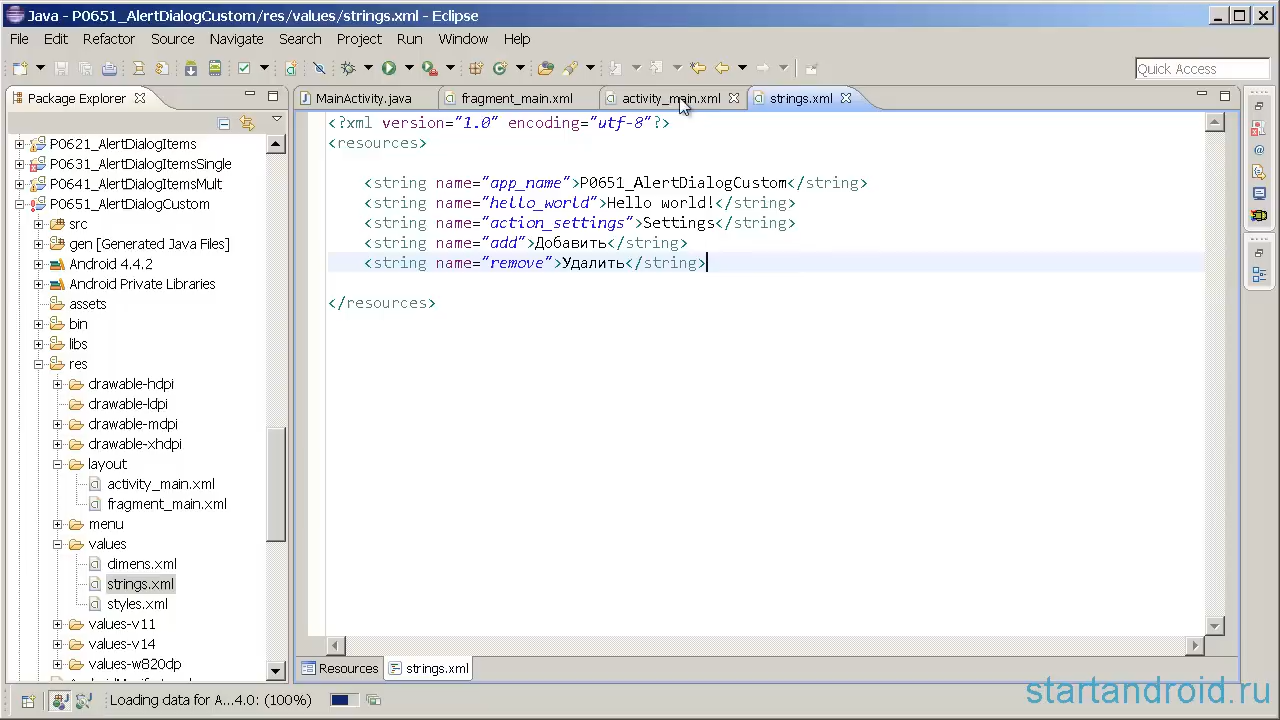 Java - P0651_AlertDialogCustom/res/values/strings.xml - Eclipse
File Edit Refactor Source Navigate Search Project Run Window Help
Quick Access
Package Explorer
MainActivity.java fragment_main.xml activity_main.xml strings.xml
P0621_AlertDialogItems
P0631_AlertDialogItemsSingle
P0641_AlertDialogItemsMult
P0651_AlertDialogCustom
src
gen [Generated Java Files]
Android 4.4.2
Android Private Libraries
assets
bin
libs
res
drawable-hdpi
drawable-ldpi
drawable-mdpi
drawable-xhdpi
layout
activity_main.xml
fragment_main.xml
menu
values
dimens.xml
strings.xml
styles.xml
values-v11
values-v14
values-w820dp
<?xml version="1.0" encoding="utf-8"?>
<resources>
<string name="app_name">P0651_AlertDialogCustom</string>
<string name="hello_world">Hello world!</string>
<string name="action_settings">Settings</string>
<string name="add">Добавить</string>
<string name="remove">Удалить</string>
</resources>
Resources strings.xml
Loading data for A...4.0: (100%)
startandroid.ru